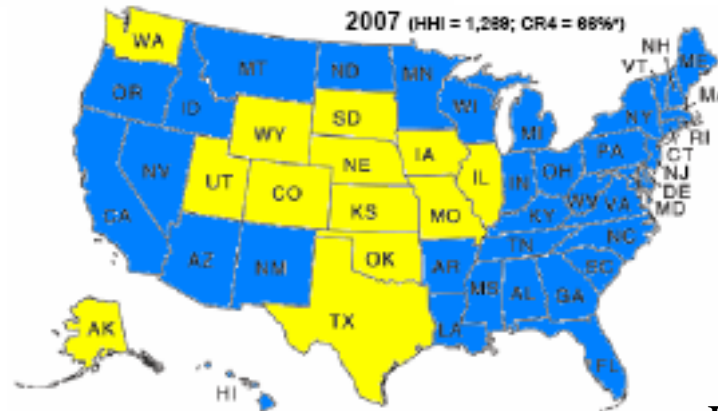 2007 (HHI = 1,269; CR4 = 66%*)
WA
MT
ND
MN
NH
VT
ME
OR
ID
SD
WI
MI
NY
MA
RI
WY
NE
IA
IL
IN
OH
PA
CT
NJ
DE
MD
NV
UT
CO
KS
MO
KY
WV
VA
CA
AZ
NM
OK
AR
TN
NC
SC
TX
MS
AL
GA
LA
FL
AK
HI